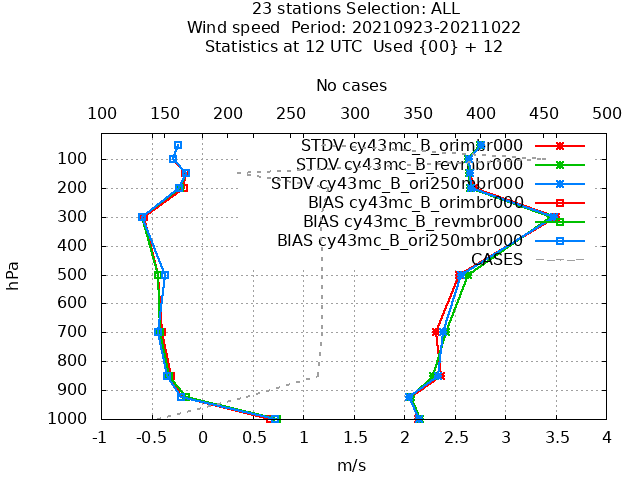 23 stations Selection: ALL
Wind speed  Period: 20210923-20211022
Statistics at 12 UTC  Used {00} + 12
No cases
100 150 200 250 300 350 400 450 500
STDV cy43mc_B_orimbr000
STDV cy43mc_B_revmbr000
STDV cy43mc_B_ori250mbr000
BIAS cy43mc_B_orimbr000
BIAS cy43mc_B_revmbr000
BIAS cy43mc_B_ori250mbr000
CASES
hPa
100
200
300
400
500
600
700
800
900
1000
-1 -0.5 0 0.5 1 1.5 2 2.5 3 3.5 4
m/s